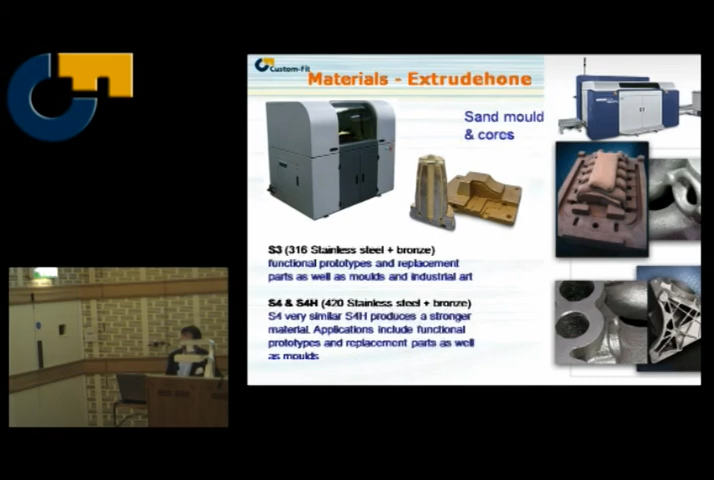 Custom-Fit
Materials - Extrudehone
Sand mould
& cores
S3 (316 Stainless steel + bronze)
functional prototypes and replacement
parts as well as moulds and industrial art
S4 & S4H (420 Stainless steel + bronze)
S4 very similar S4H produces a stronger
material. Applications include functional
prototypes and replacement parts as well
as moulds